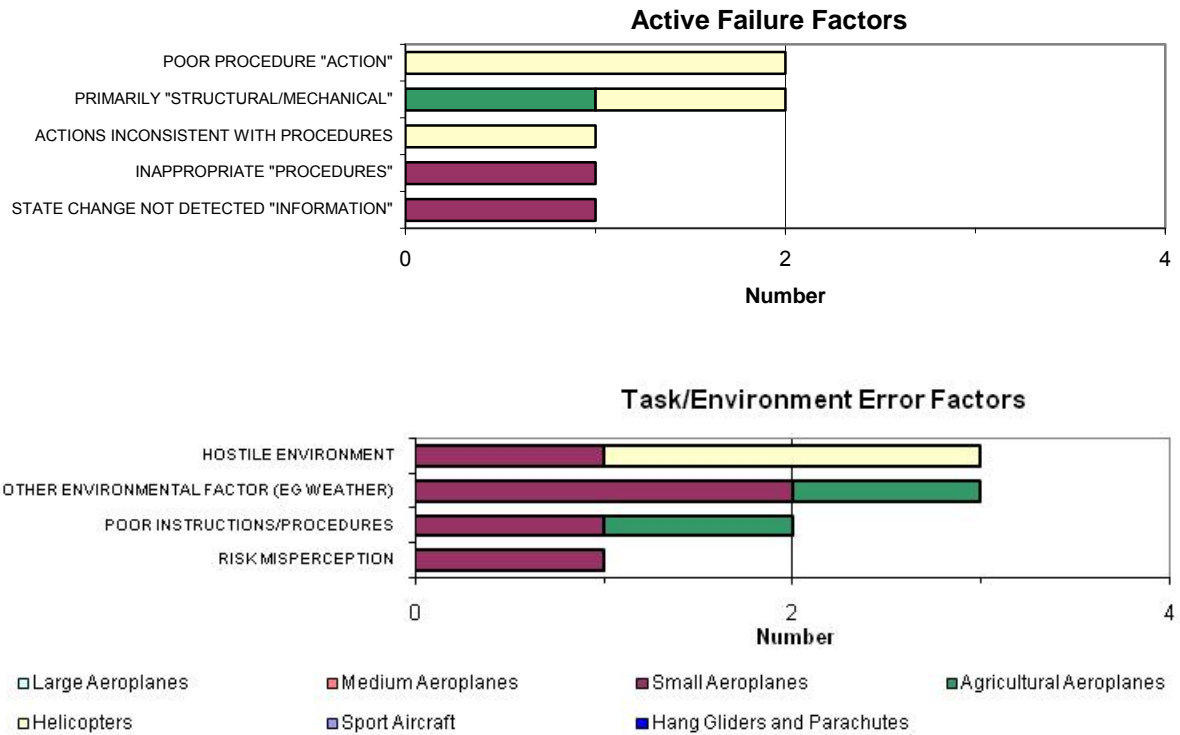 Active Failure Factors
POOR PROCEDURE "ACTION"
PRIMARILY "STRUCTURAL/MECHANICAL"
ACTIONS INCONSISTENT WITH PROCEDURES
INAPPROPRIATE "PROCEDURES"
STATE CHANGE NOT DETECTED "INFORMATION"
0 2 4
Number
Task/Environment Error Factors
HOSTILE ENVIRONMENT
OTHER ENVIRONMENTAL FACTOR (EG WEATHER)
POOR INSTRUCTIONS/PROCEDURES
RISK MISPERCEPTION
0 2 4
Number
Large Aeroplanes Medium Aeroplanes Small Aeroplanes Agricultural Aeroplanes
Helicopters Sport Aircraft Hang Gliders and Parachutes